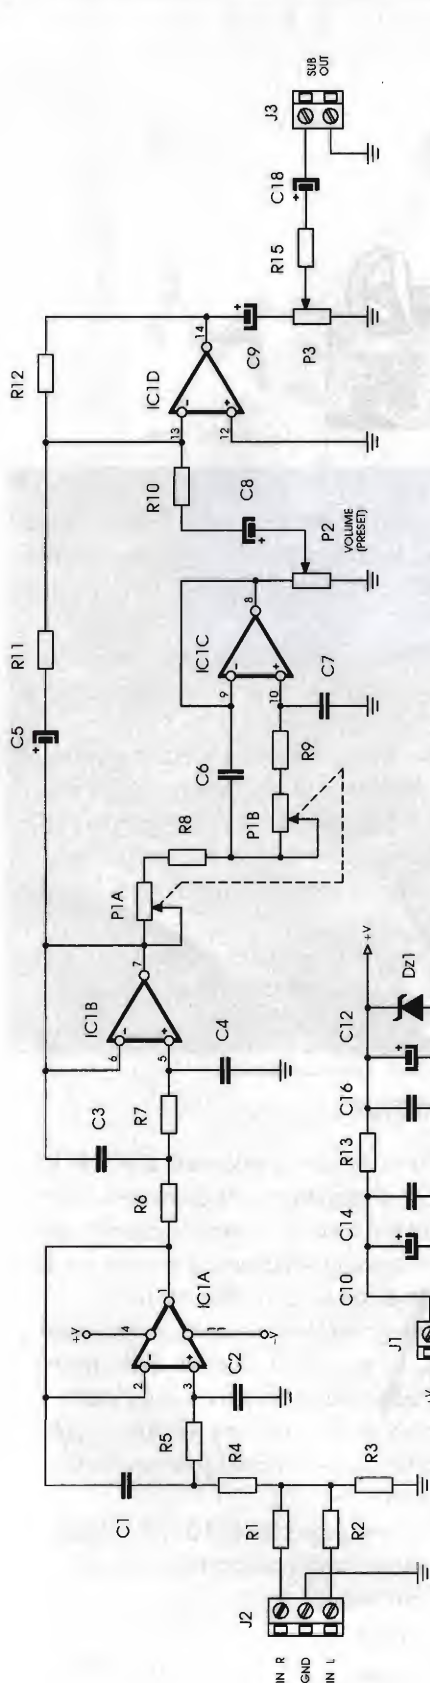 SUB
OUT
J3
C18
R15
P3
C9
14
IC1D
-
+
13
12
R12
R10
C8
P2
VOLUME
(PRESET)
R11
C5
8
IC1C
-
+
9
10
C7
C6
R9
R8
P1B
P1A
7
IC1B
-
+
6
5
C4
C3
R7
R6
1
IC1A
+V
4
11
-V
-
+
2
3
C2
R5
C1
R4
R3
R1
R2
J2
IN R
GND
IN L
+V
Dz1
C12
C16
R13
C14
C10
J1
+V